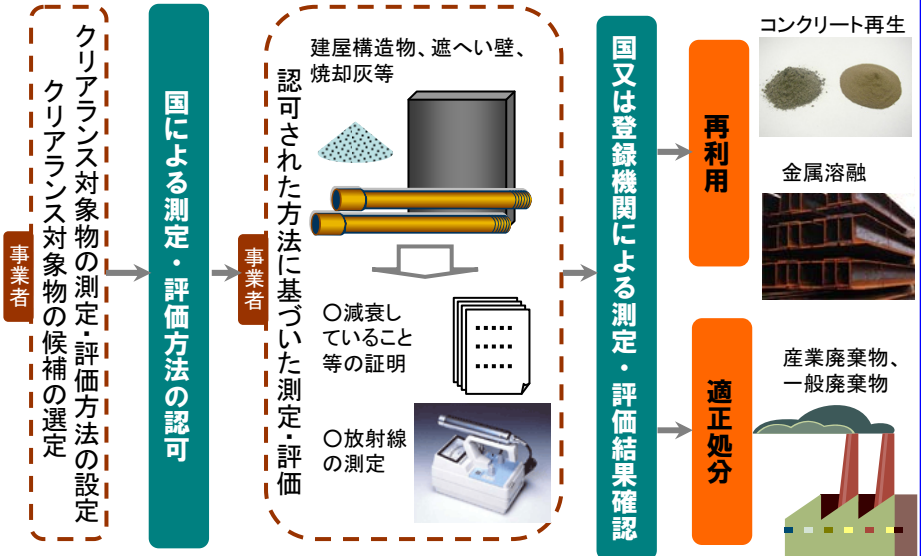 事業者
クリアランス対象物の測定・評価方法の設定
クリアランス対象物の候補の選定
国による測定・評価方法の認可
事業者
認可された方法に基づいた測定・評価
建屋構造物、遮へい壁、
焼却灰等
〇減衰し
ていること
等の証明
〇放射線
の測定
国又は登録機関による測定・評価結果確認
再利用
コンクリート再生
金属溶融
適正処分
産業廃棄物、
一般廃棄物